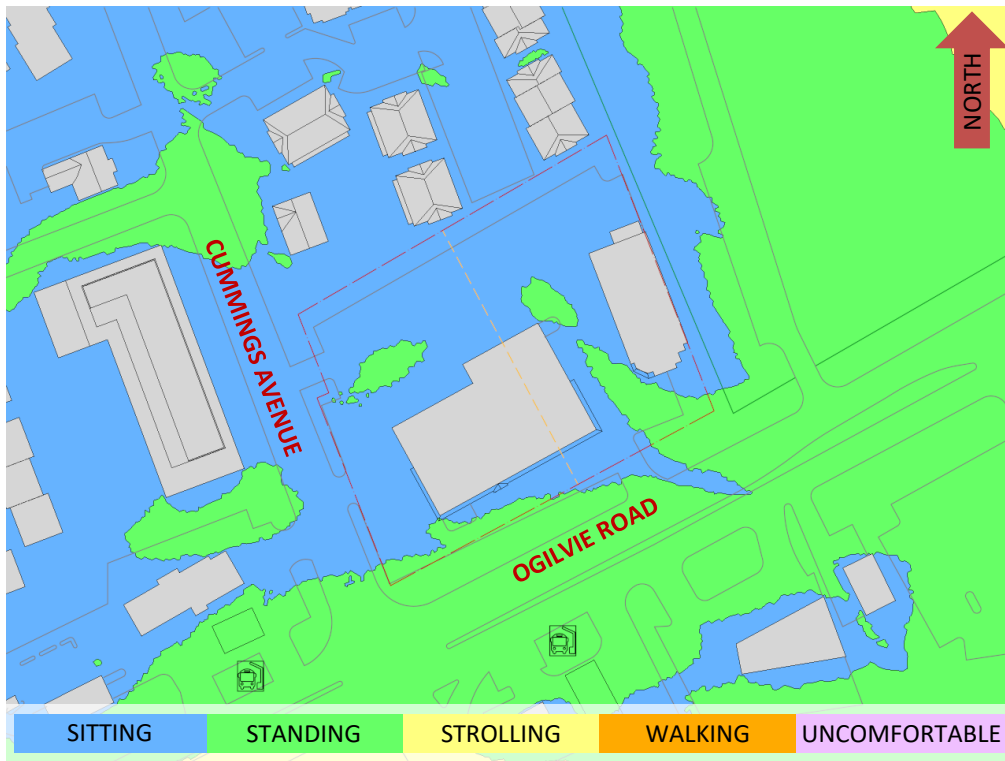 NORTH
CUMMINGS AVENUE
OGILVIE ROAD
SITTING
STANDING
STROLLING
WALKING
UNCOMFORTABLE